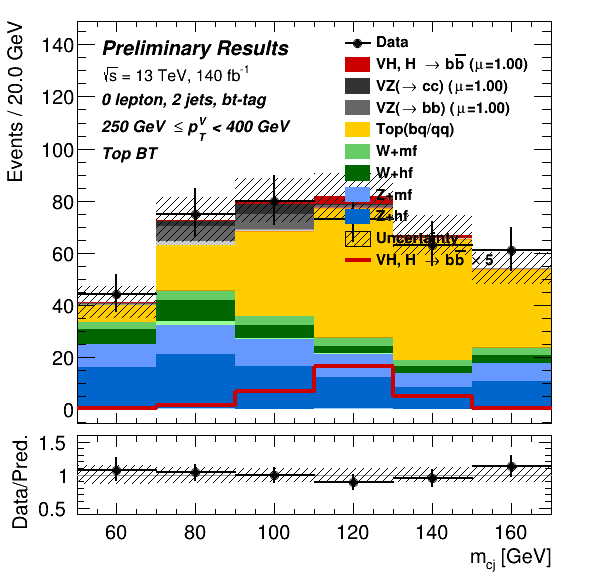 Events / 20.0 GeV
140
120
100
80
60
40
20
0
Preliminary Results
√s = 13 TeV, 140 fb⁻¹
0 lepton, 2 jets, bt-tag
250 GeV ≤ p_T^V < 400 GeV
Top BT
Data
VH, H → bb̅ (μ=1.00)
VZ(→ cc) (μ=1.00)
VZ(→ bb) (μ=1.00)
Top(bq/qq)
W+mf
W+hf
Z+mf
Z+hf
Uncertainty
VH, H → bb̅ × 5
Data/Pred.
1.5
1
0.5
60 80 100 120 140 160
m_cj [GeV]